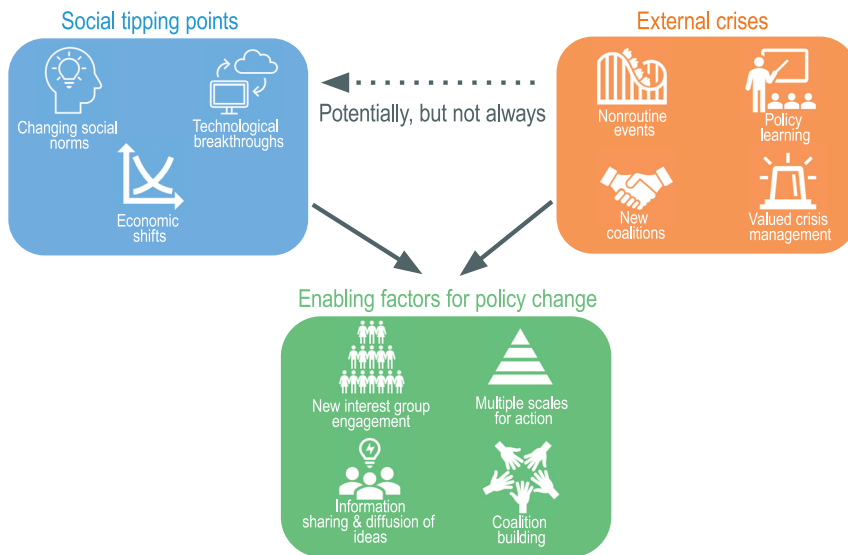 Social tipping points
External crises
Changing social
norms
Technological
breakthroughs
Economic
shifts
Potentially, but not always
Nonroutine
events
Policy
learning
New
coalitions
Valued crisis
management
Enabling factors for policy change
New interest group
engagement
Multiple scales
for action
Information
sharing & diffusion of
ideas
Coalition
building